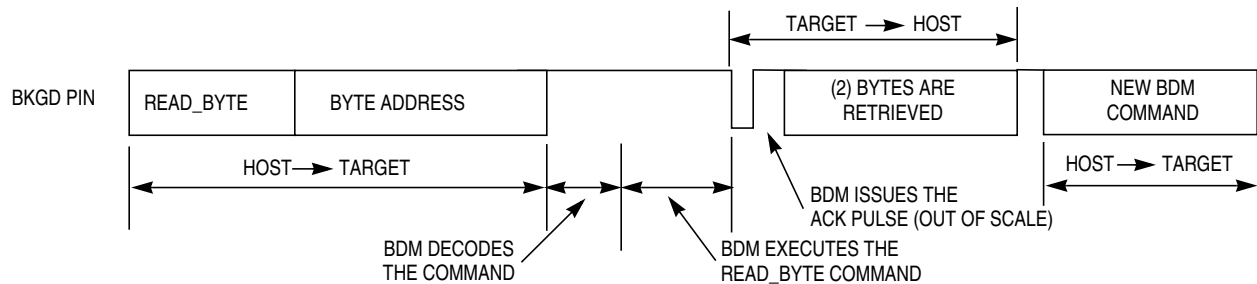 TARGET → HOST
BKGD PIN
READ_BYTE
BYTE ADDRESS
(2) BYTES ARE
RETRIEVED
NEW BDM
COMMAND
HOST → TARGET
HOST → TARGET
BDM ISSUES THE
ACK PULSE (OUT OF SCALE)
BDM DECODES
THE COMMAND
BDM EXECUTES THE
READ_BYTE COMMAND